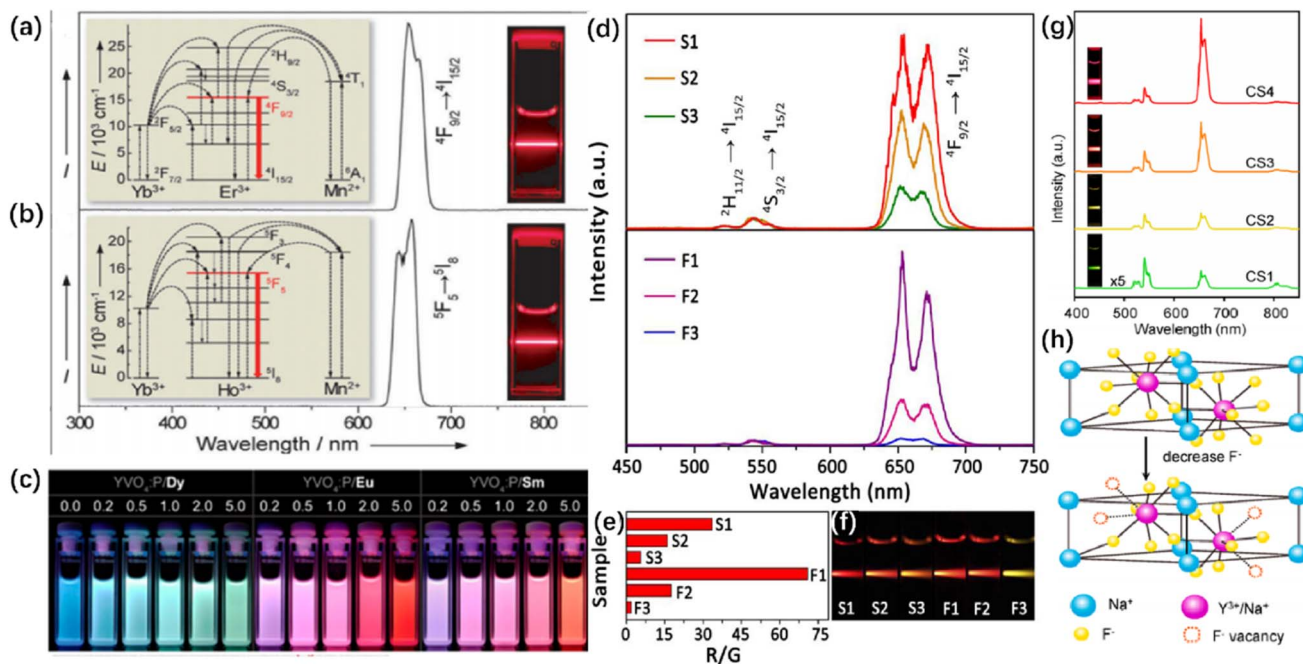 (a)
E / 10³ cm⁻¹
25
20
15
10
5
0
²F₅/₂
²F₇/₂
Yb³⁺
²H₉/₂
⁴S₃/₂
⁴F₉/₂
⁴I₁₅/₂
Er³⁺
⁴T₁
⁶A₁
Mn²⁺
⁴F₉/₂→⁴I₁₅/₂
I
(b)
E / 10³ cm⁻¹
20
16
12
8
4
0
Yb³⁺
⁵F₃
⁵F₄
⁵F₅
⁵I₈
Ho³⁺
Mn²⁺
⁵F₅→⁵I₈
I
300 400 500 600 700 800
Wavelength / nm
(c)
YVO₄:P/Dy YVO₄:P/Eu YVO₄:P/Sm
0.0 0.2 0.5 1.0 2.0 5.0 0.2 0.5 1.0 2.0 5.0 0.2 0.5 1.0 2.0 5.0
(d)
S1
S2
S3
²H₁₁/₂ → ⁴I₁₅/₂
⁴S₃/₂ → ⁴I₁₅/₂
⁴F₉/₂ → ⁴I₁₅/₂
Intensity (a.u.)
F1
F2
F3
450 500 550 600 650 700 750
Wavelength (nm)
(e)
Sample
S1
S2
S3
F1
F2
F3
0 15 30 45 60 75
R/G
(f)
S1 S2 S3 F1 F2 F3
(g)
Intensity (a.u.)
CS4
CS3
CS2
x5
CS1
400 500 600 700 800
Wavelength (nm)
(h)
decrease F⁻
Na⁺ Y³⁺/Na⁺
F⁻ F⁻ vacancy